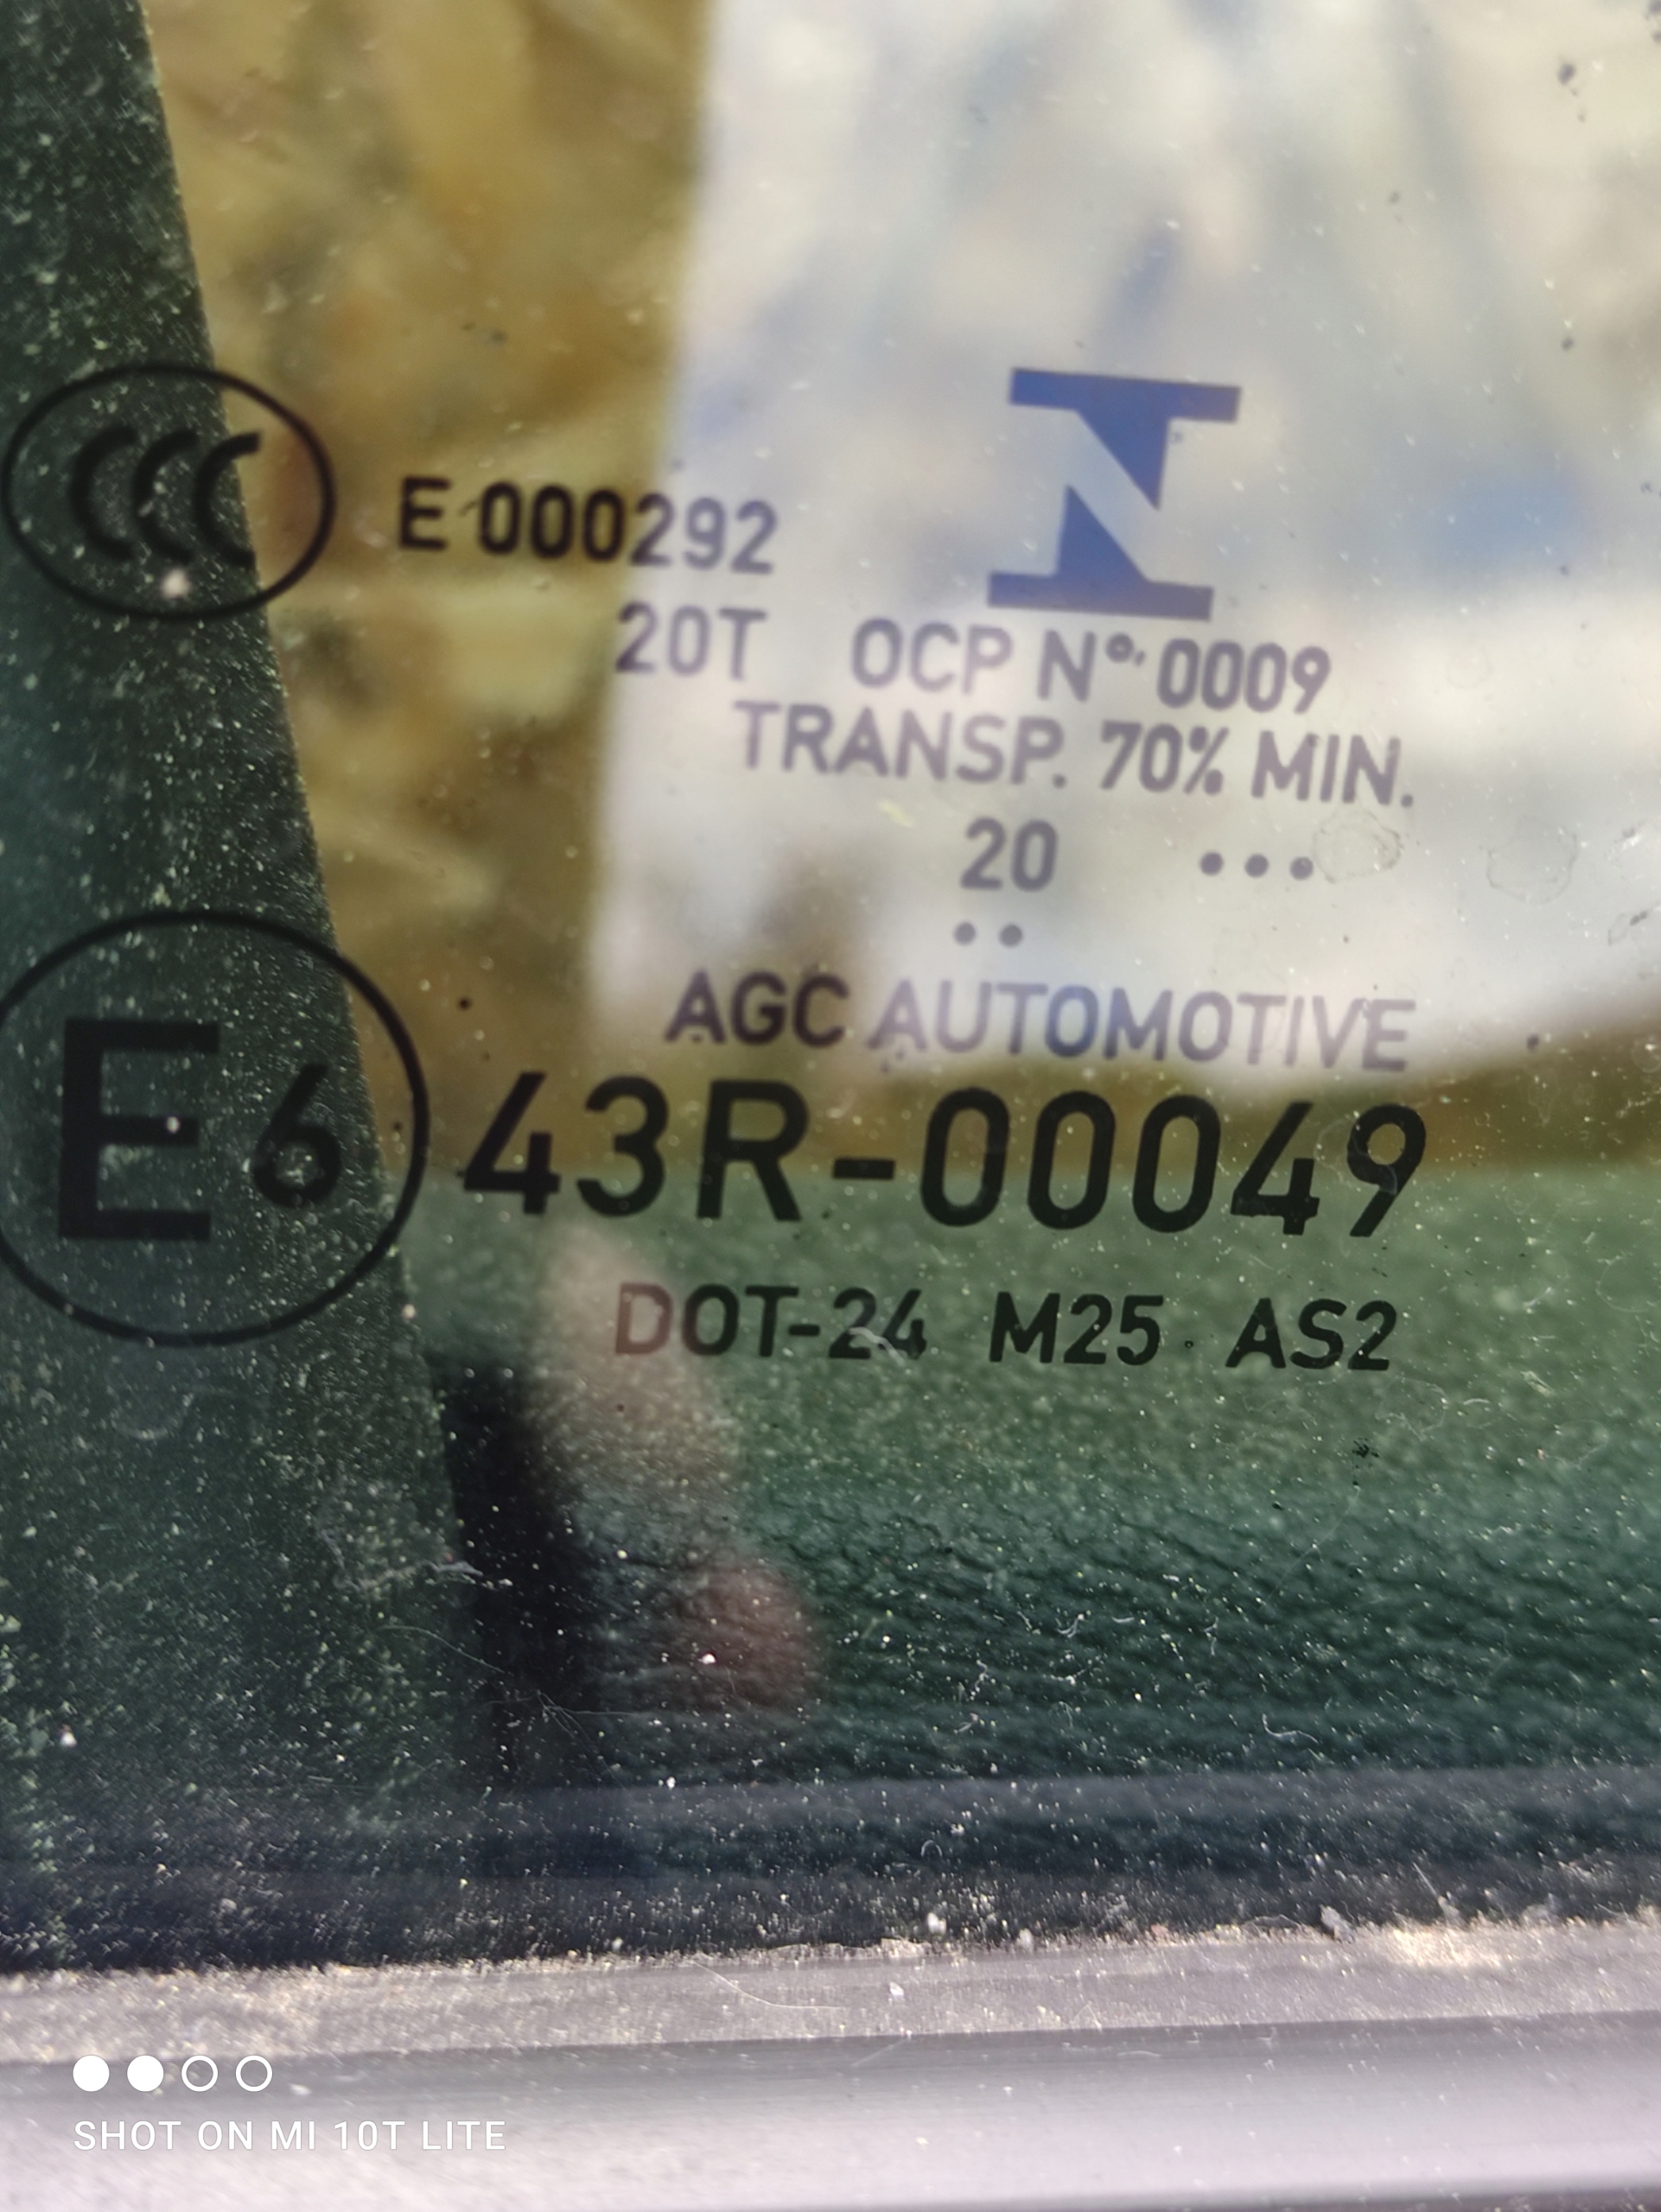 CCC
E 000292
N
20T OCP N° 0009
TRANSP. 70% MIN.
20 •••
••
AGC AUTOMOTIVE
E6 43R-00049
DOT-24 M25 AS2
SHOT ON MI 10T LITE